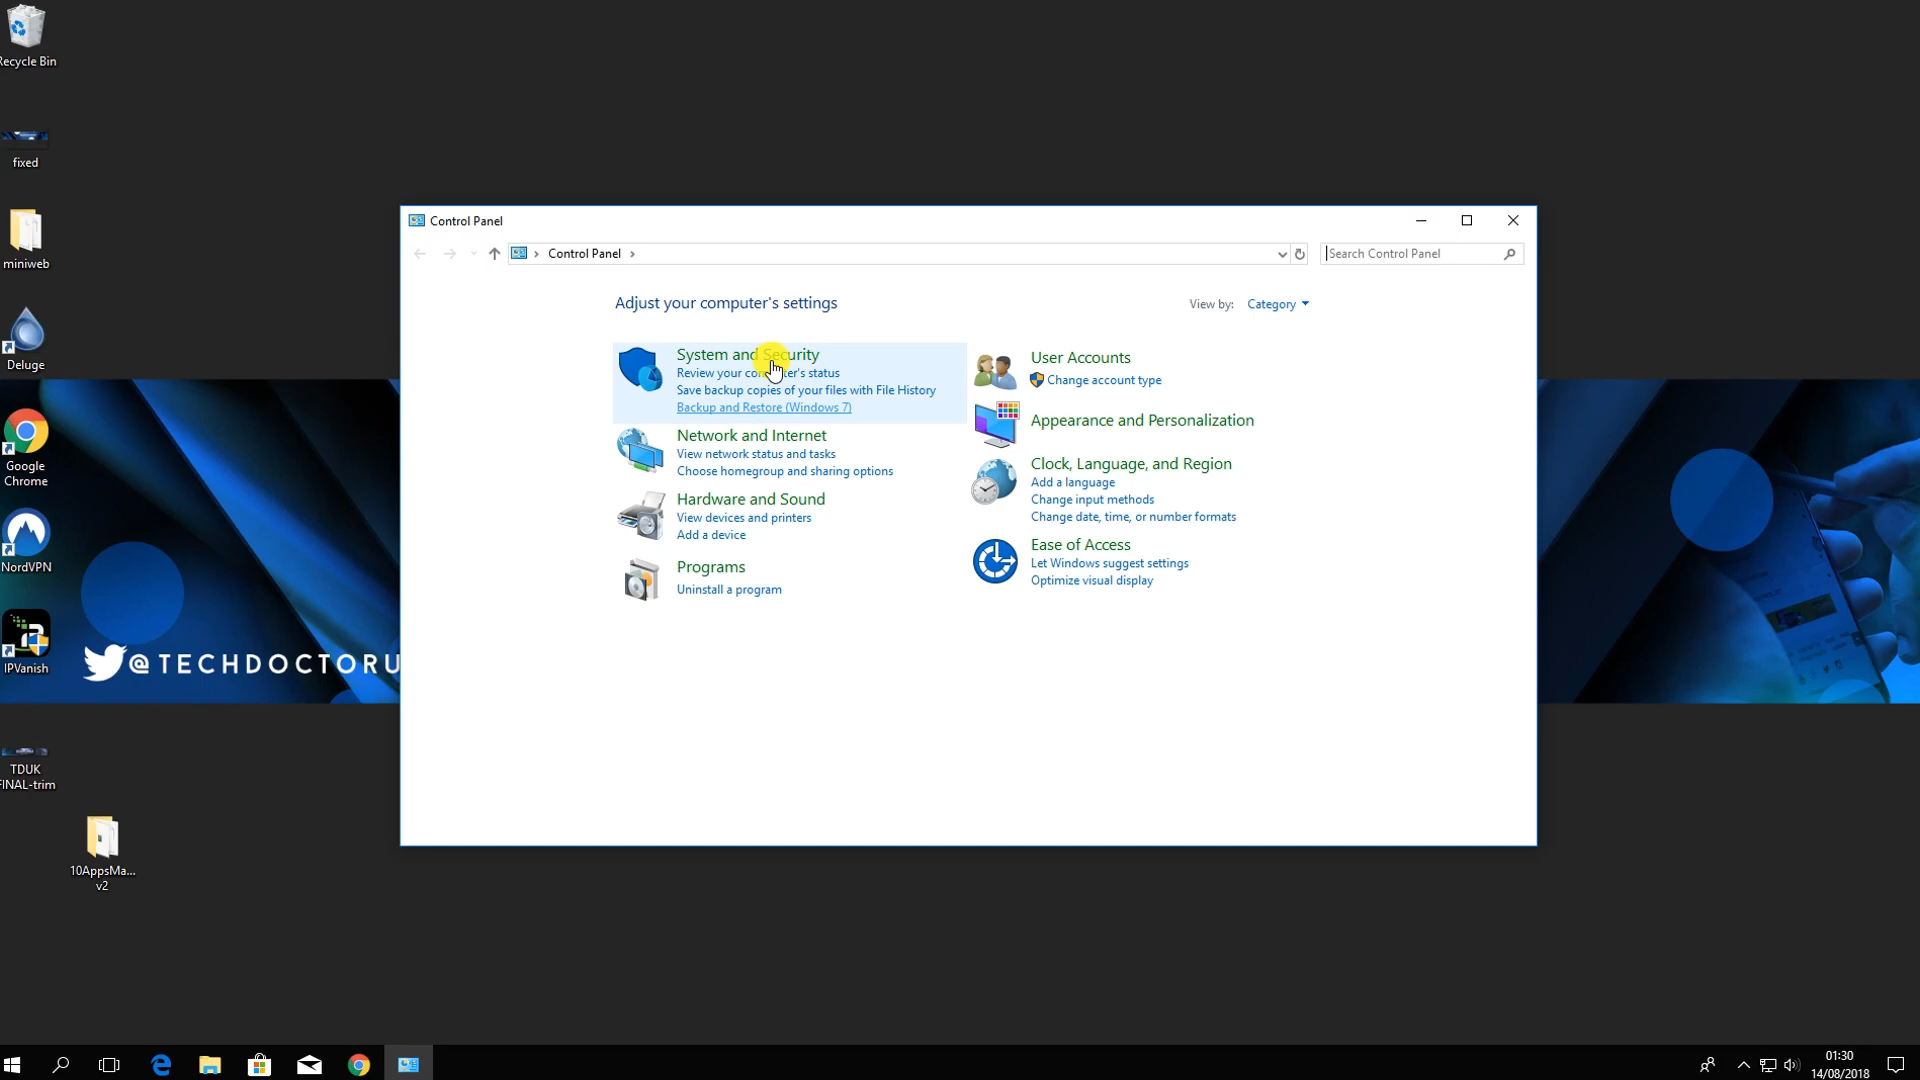 Recycle Bin
fixed
miniweb
Deluge
Google
Chrome
NordVPN
IPVanish
TDUK
FINAL-trim
10AppsMa...
v2
@TECHDOCTORU
Control Panel
Control Panel
Search Control Panel
Adjust your computer's settings
View by: Category
System and Security
Review your computer's status
Save backup copies of your files with File History
Backup and Restore (Windows 7)
Network and Internet
View network status and tasks
Choose homegroup and sharing options
Hardware and Sound
View devices and printers
Add a device
Programs
Uninstall a program
User Accounts
Change account type
Appearance and Personalization
Clock, Language, and Region
Add a language
Change input methods
Change date, time, or number formats
Ease of Access
Let Windows suggest settings
Optimize visual display
01:30
14/08/2018